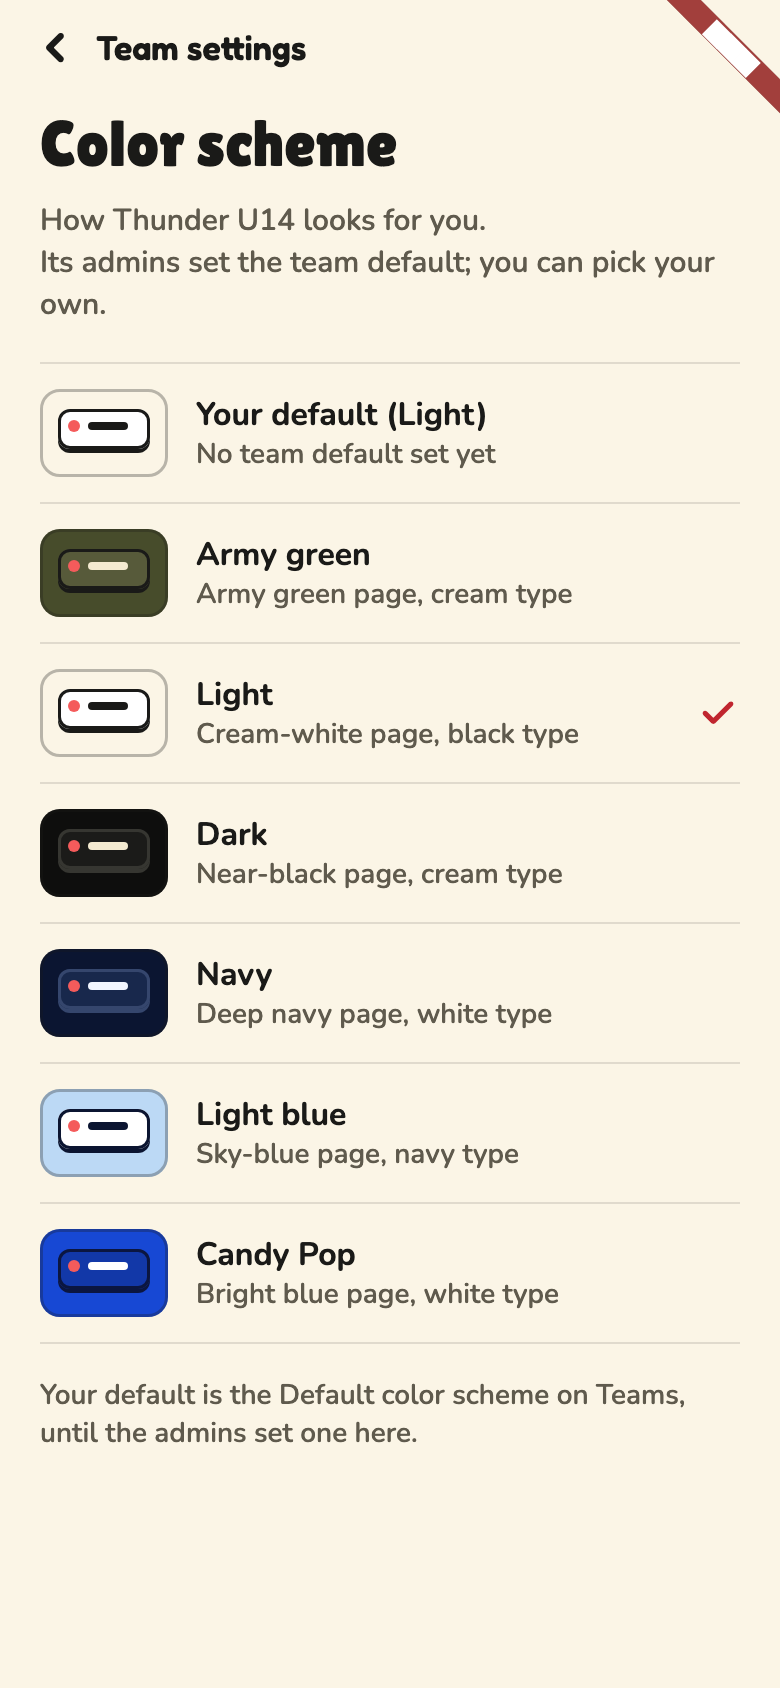 Team settings
Color scheme
How Thunder U14 looks for you.
Its admins set the team default; you can pick your
own.
Your default (Light)
No team default set yet
Army green
Army green page, cream type
Light
Cream-white page, black type
Dark
Near-black page, cream type
Navy
Deep navy page, white type
Light blue
Sky-blue page, navy type
Candy Pop
Bright blue page, white type
Your default is the Default color scheme on Teams,
until the admins set one here.